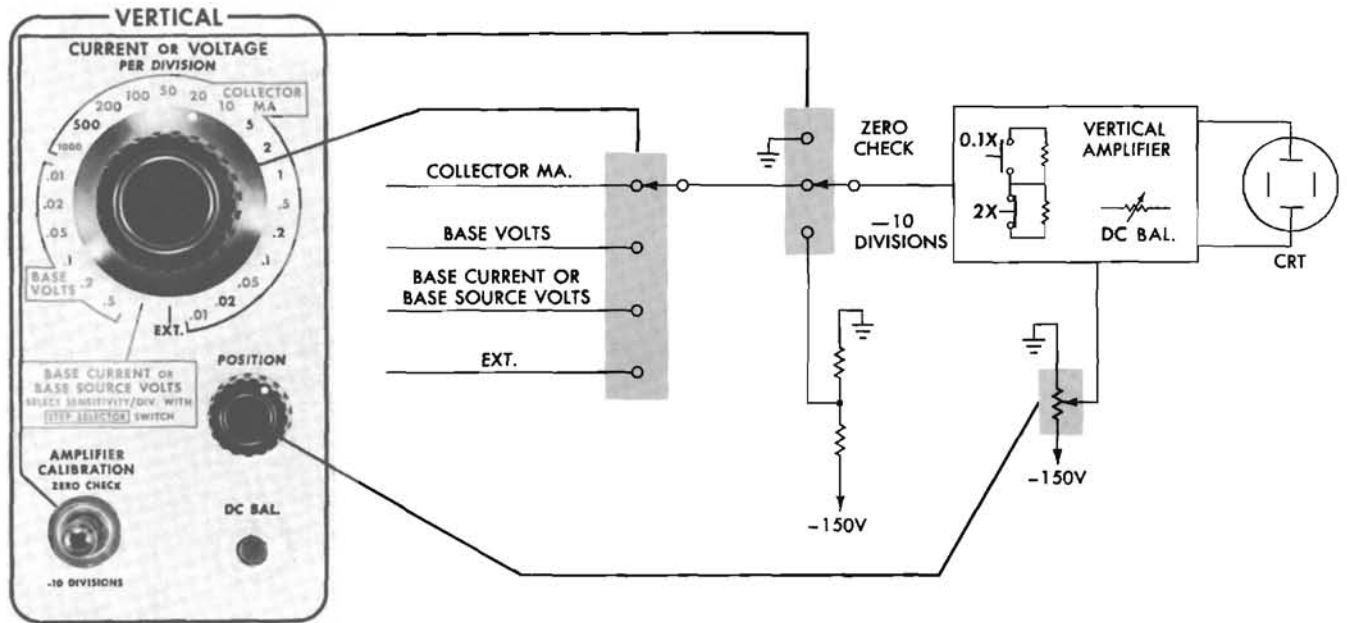 VERTICAL
CURRENT OR VOLTAGE
PER DIVISION
COLLECTOR
MA
1000
500
200
100
50
20
10
5
2
1
.5
.2
.1
.05
.02
.01
EXT.
.5
.2
.1
.05
.02
.01
BASE
VOLTS
BASE CURRENT OR
BASE SOURCE VOLTS
SELECT SENSITIVITY/DIV. WITH
STEP SELECTOR SWITCH
POSITION
AMPLIFIER
CALIBRATION
ZERO CHECK
-10 DIVISIONS
DC BAL.
COLLECTOR MA.
BASE VOLTS
BASE CURRENT OR
BASE SOURCE VOLTS
EXT.
ZERO
CHECK
—10
DIVISIONS
-150V
0.1X
2X
VERTICAL
AMPLIFIER
DC BAL.
CRT
-150V